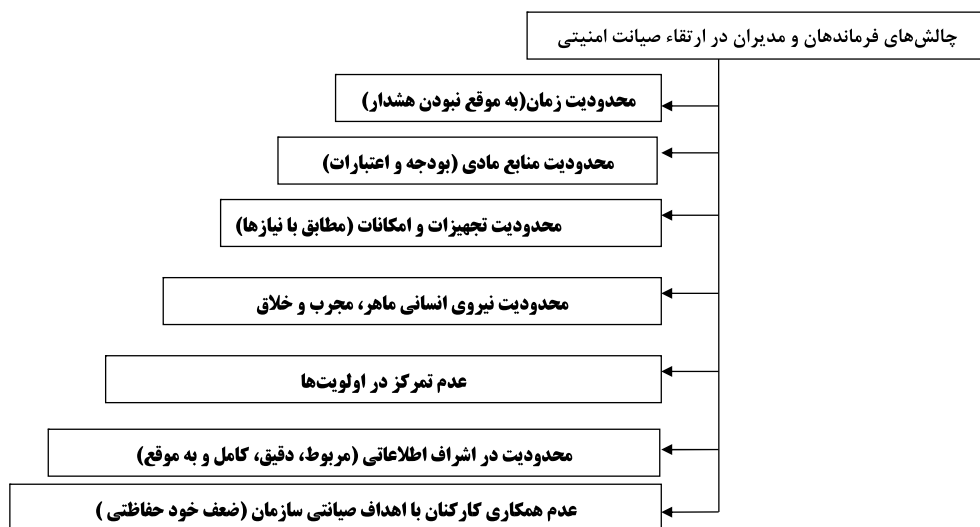 چالش‌های فرماندهان و مدیران در ارتقاء صیانت امنیتی
محدودیت زمان(به موقع نبودن هشدار)
محدودیت منابع مادی (بودجه و اعتبارات)
محدودیت تجهیزات و امکانات (مطابق با نیازها)
محدودیت نیروی انسانی ماهر، مجرب و خلاق
عدم تمرکز در اولویت‌ها
محدودیت در اشراف اطلاعاتی (مربوط، دقیق، کامل و به موقع)
عدم همکاری کارکنان با اهداف صیانتی سازمان (ضعف خود حفاظتی )